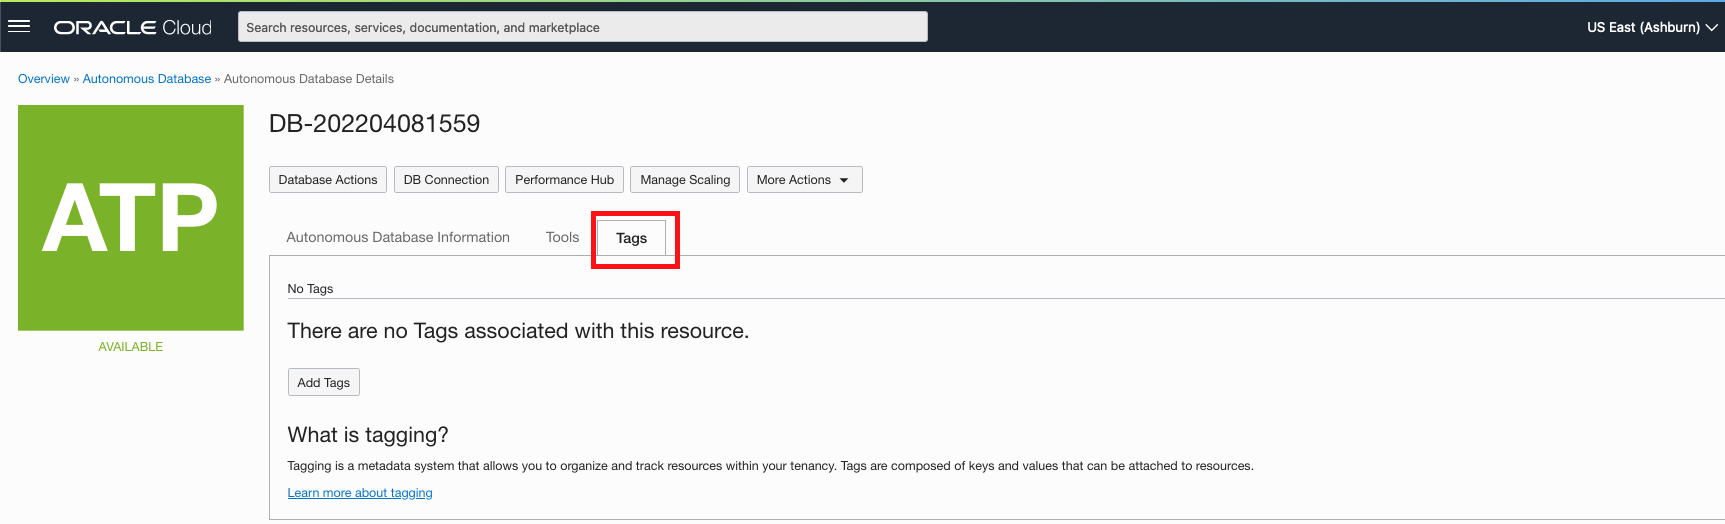 ORACLE Cloud
Search resources, services, documentation, and marketplace
US East (Ashburn)
Overview » Autonomous Database » Autonomous Database Details
ATP
AVAILABLE
DB-202204081559
Database Actions DB Connection Performance Hub Manage Scaling More Actions
Autonomous Database Information Tools Tags
No Tags
There are no Tags associated with this resource.
Add Tags
What is tagging?
Tagging is a metadata system that allows you to organize and track resources within your tenancy. Tags are composed of keys and values that can be attached to resources.
Learn more about tagging